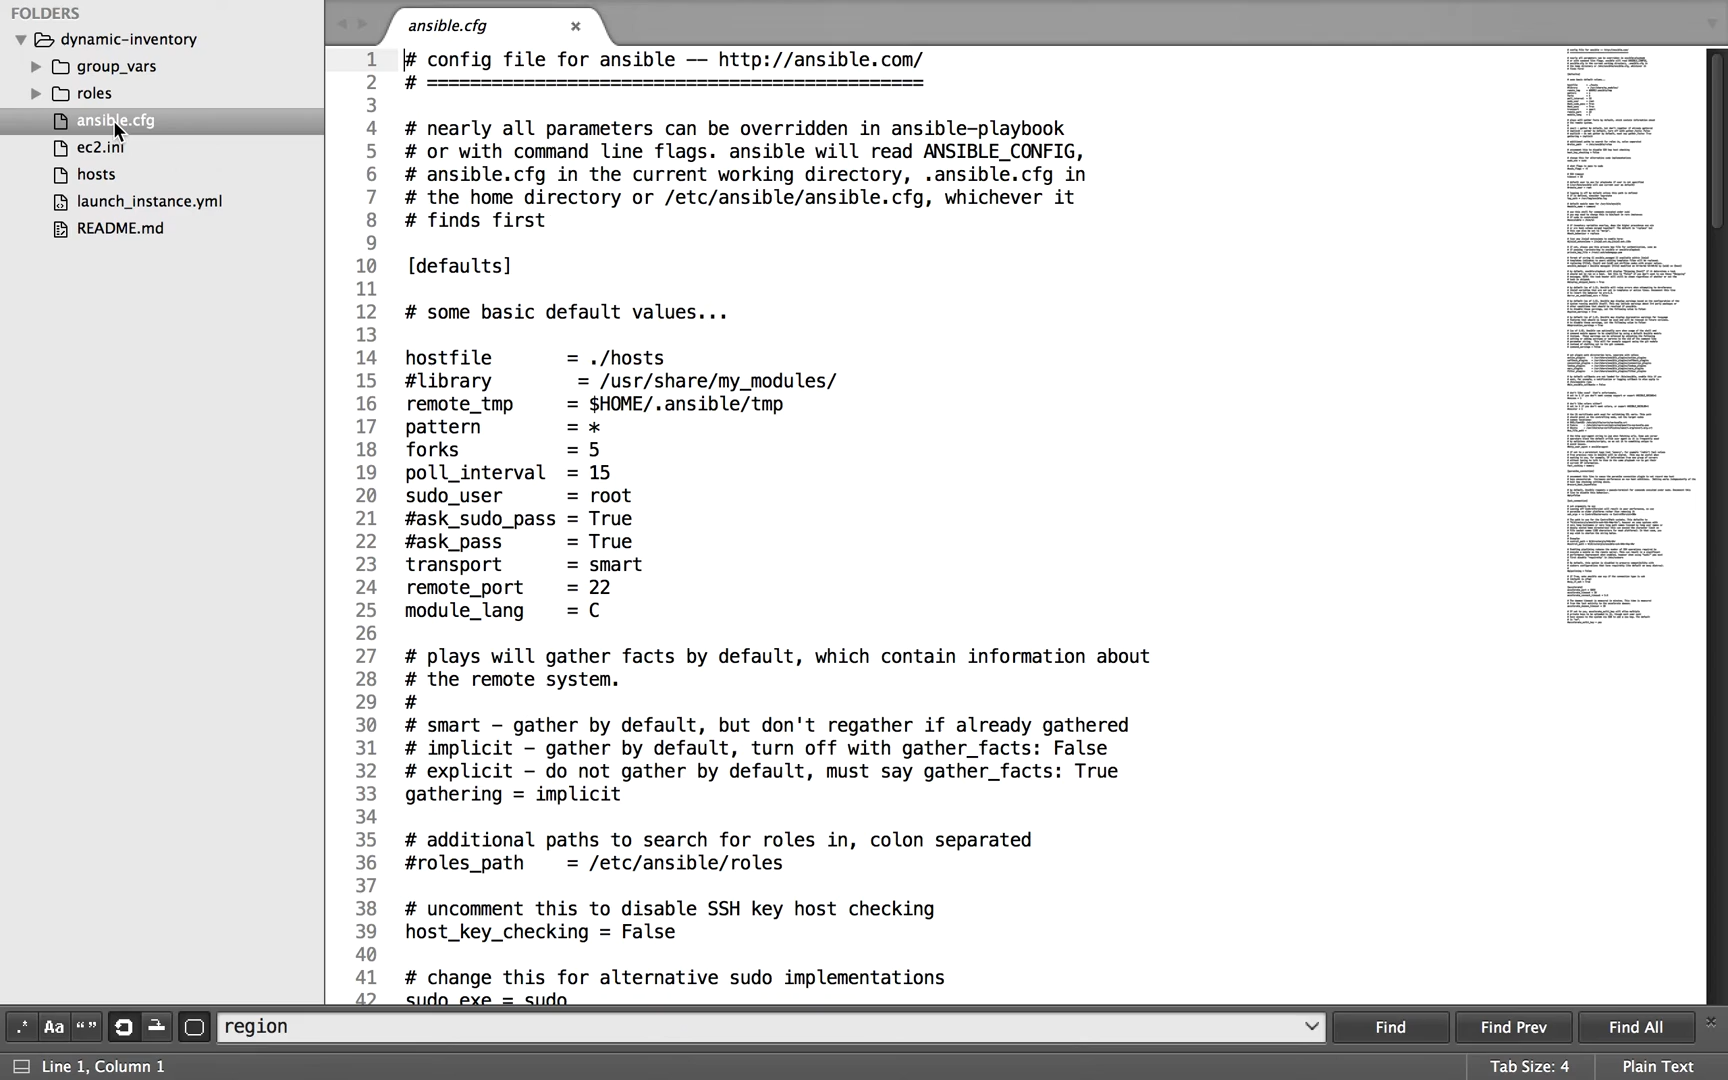 FOLDERS
dynamic-inventory
group_vars
roles
ansible.cfg
ec2.ini
hosts
launch_instance.yml
README.md
ansible.cfg
1 # config file for ansible -- http://ansible.com/
2 # ==============================================
3
4 # nearly all parameters can be overridden in ansible-playbook
5 # or with command line flags. ansible will read ANSIBLE_CONFIG,
6 # ansible.cfg in the current working directory, .ansible.cfg in
7 # the home directory or /etc/ansible/ansible.cfg, whichever it
8 # finds first
9
10 [defaults]
11
12 # some basic default values...
13
14 hostfile       = ./hosts
15 #library        = /usr/share/my_modules/
16 remote_tmp     = $HOME/.ansible/tmp
17 pattern        = *
18 forks          = 5
19 poll_interval  = 15
20 sudo_user      = root
21 #ask_sudo_pass = True
22 #ask_pass      = True
23 transport      = smart
24 remote_port    = 22
25 module_lang    = C
26
27 # plays will gather facts by default, which contain information about
28 # the remote system.
29 #
30 # smart - gather by default, but don't regather if already gathered
31 # implicit - gather by default, turn off with gather_facts: False
32 # explicit - do not gather by default, must say gather_facts: True
33 gathering = implicit
34
35 # additional paths to search for roles in, colon separated
36 #roles_path    = /etc/ansible/roles
37
38 # uncomment this to disable SSH key host checking
39 host_key_checking = False
40
41 # change this for alternative sudo implementations
42 sudo_exe = sudo
.* Aa “” region Find Find Prev Find All
Line 1, Column 1 Tab Size: 4 Plain Text